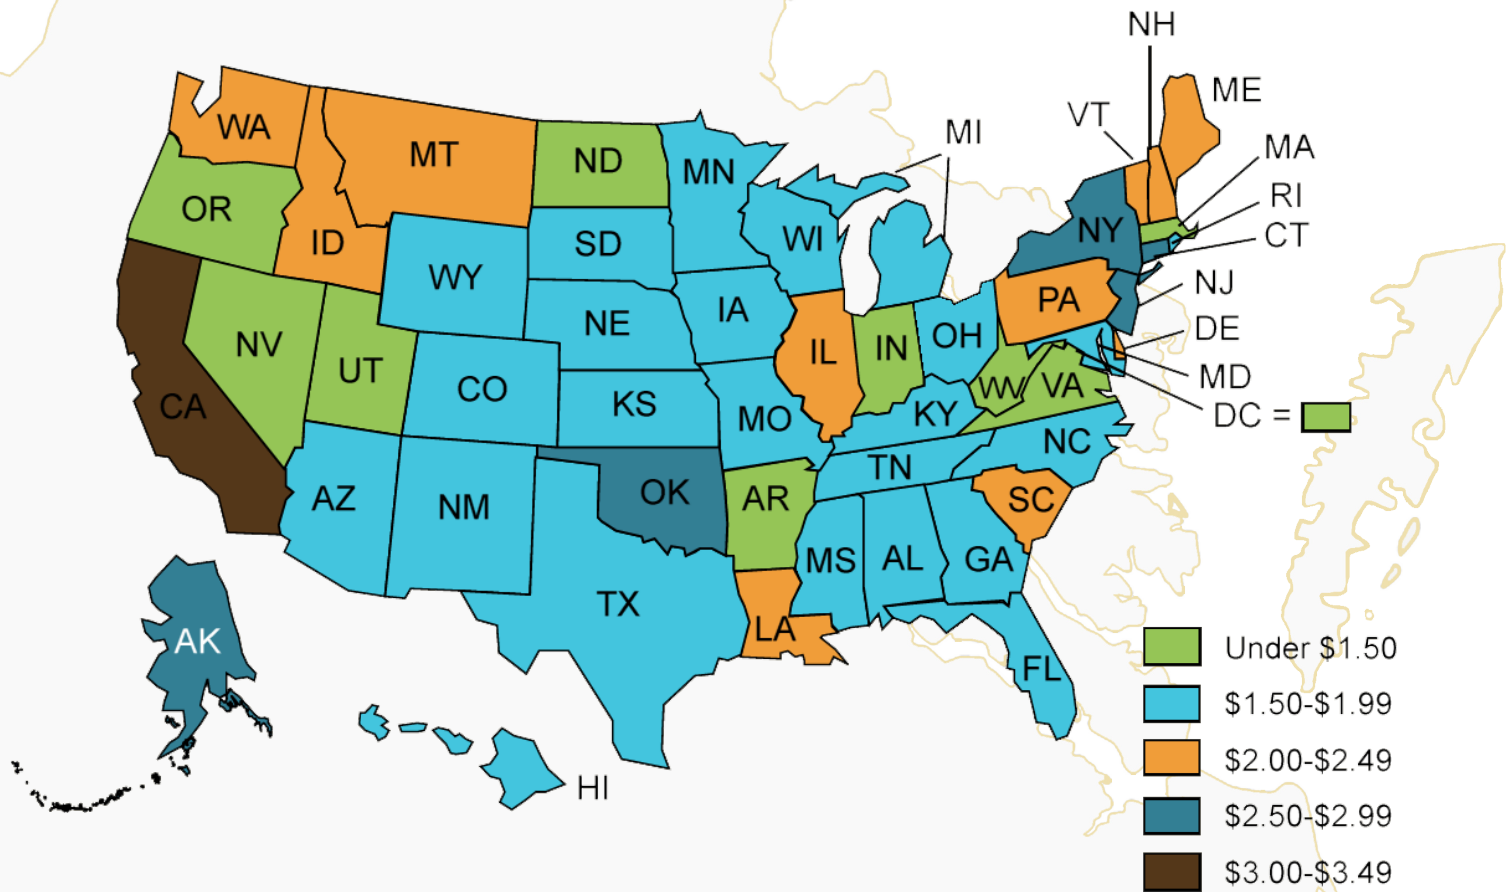 NH
ME
WA
VT
MA
MI
MT
ND
MN
RI
OR
NY
CT
ID
SD
WI
WY
NJ
PA
IA
NE
DE
NV
OH
IL
IN
UT
MD
CO
WV
VA
CA
KS
KY
DC =
MO
NC
TN
OK
AZ
NM
AR
SC
MS
AL
GA
TX
LA
AK
FL
HI
Under $1.50
$1.50-$1.99
$2.00-$2.49
$2.50-$2.99
$3.00-$3.49